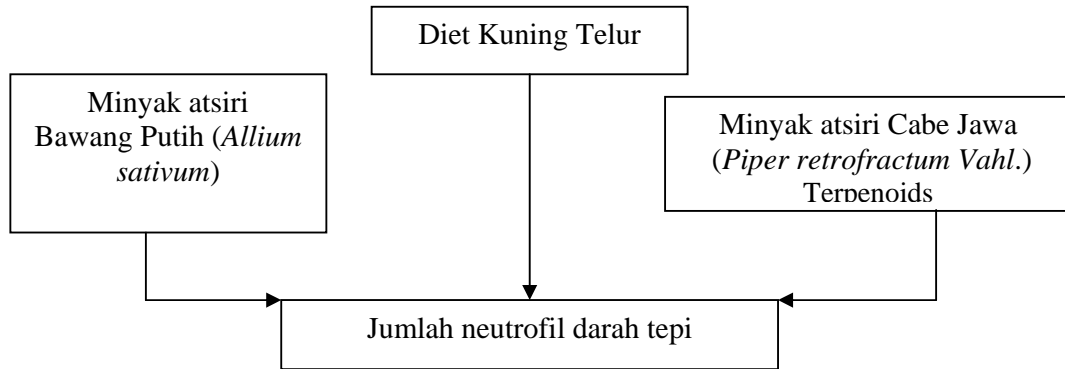 Diet Kuning Telur
Minyak atsiri
Bawang Putih (Allium
sativum)
Minyak atsiri Cabe Jawa
(Piper retrofractum Vahl.)
Terpenoids
Jumlah neutrofil darah tepi